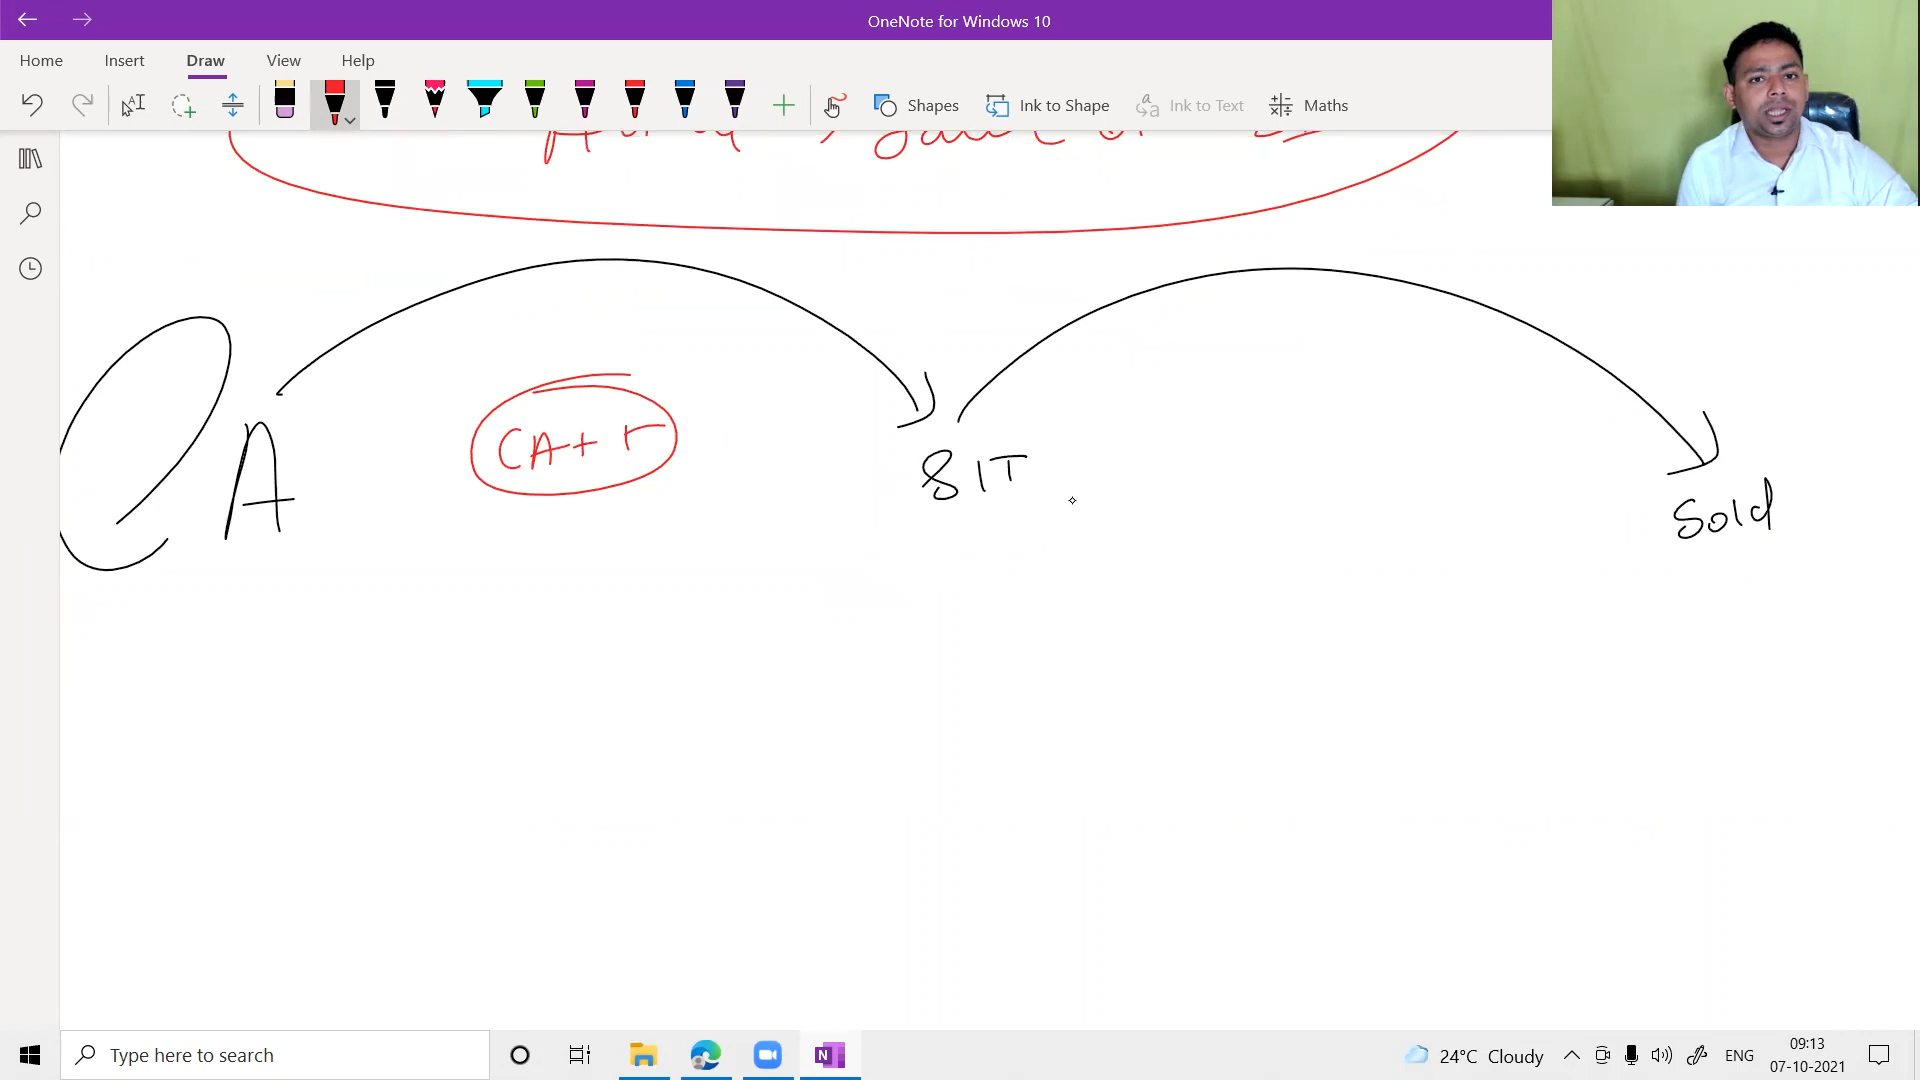 OneNote for Windows 10
Home Insert Draw View Help
Shapes Ink to Shape Ink to Text Maths
CA+ r
SIT
A
Sold
Type here to search
N
24°C Cloudy
ENG
09:13
07-10-2021